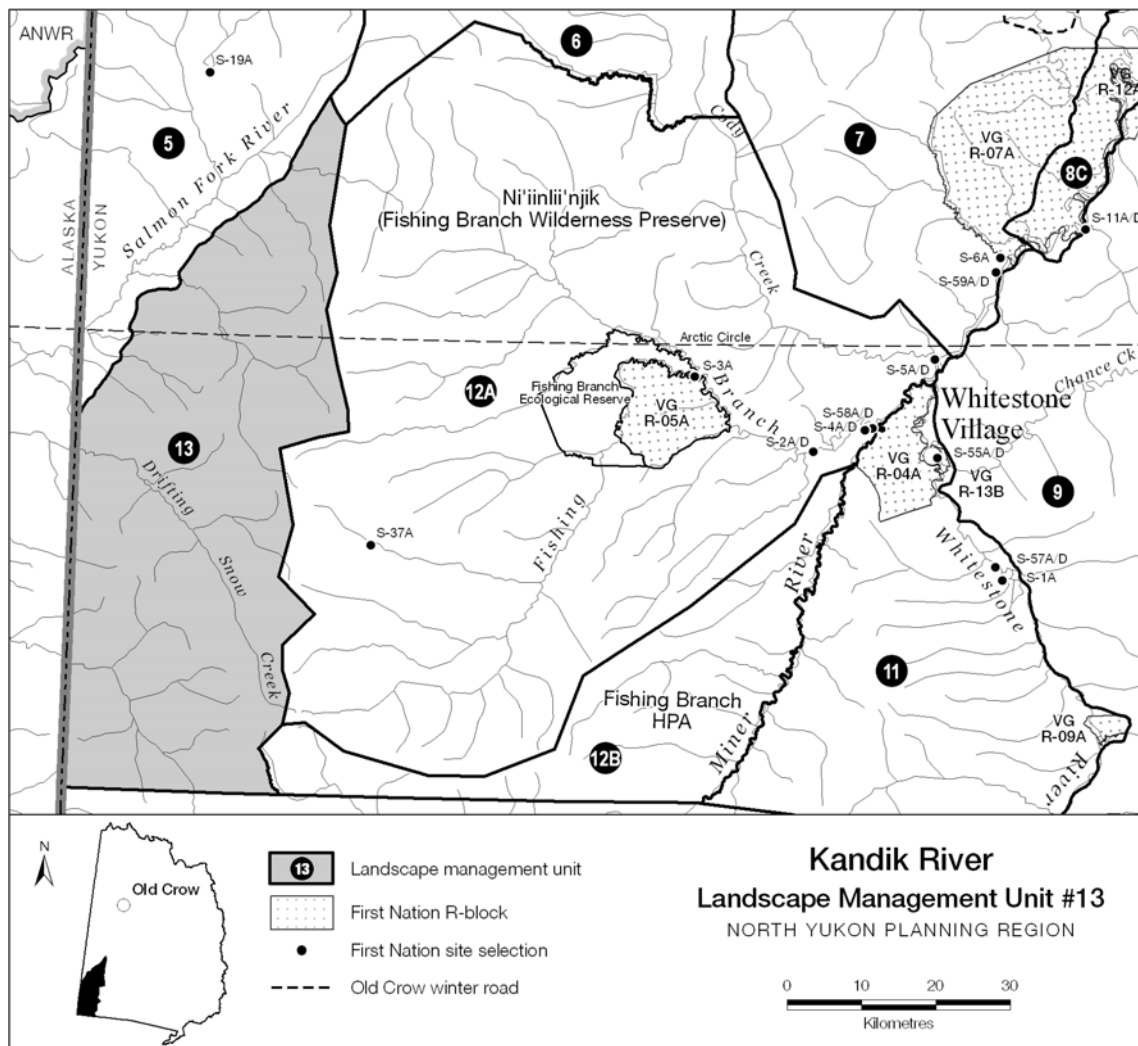 ANWR
S-19A
6
5
Salmon Fork River
ALASKA
YUKON
Cody
Creek
7
VG
R-12A
VG
R-07A
8C
S-11A/D
S-6A
S-59A/D
Ni'iinlii'njik
(Fishing Branch Wilderness Preserve)
Arctic Circle
S-3A
S-5A/D
Chance Ck
12A
Fishing Branch
Ecological Reserve
VG
R-05A
Branch
S-58A/D
S-4A/D
S-2A/D
Whitestone
Village
S-55A/D
VG
R-04A
VG
R-13B
9
13
Drifting
Snow
Creek
S-37A
Fishing
River
Miner
Whitestone
River
S-57A/D
S-1A
11
Fishing Branch
HPA
12B
VG
R-09A
N
Old Crow
13
Landscape management unit
First Nation R-block
First Nation site selection
Old Crow winter road
Kandik River
Landscape Management Unit #13
NORTH YUKON PLANNING REGION
0 10 20 30
Kilometres